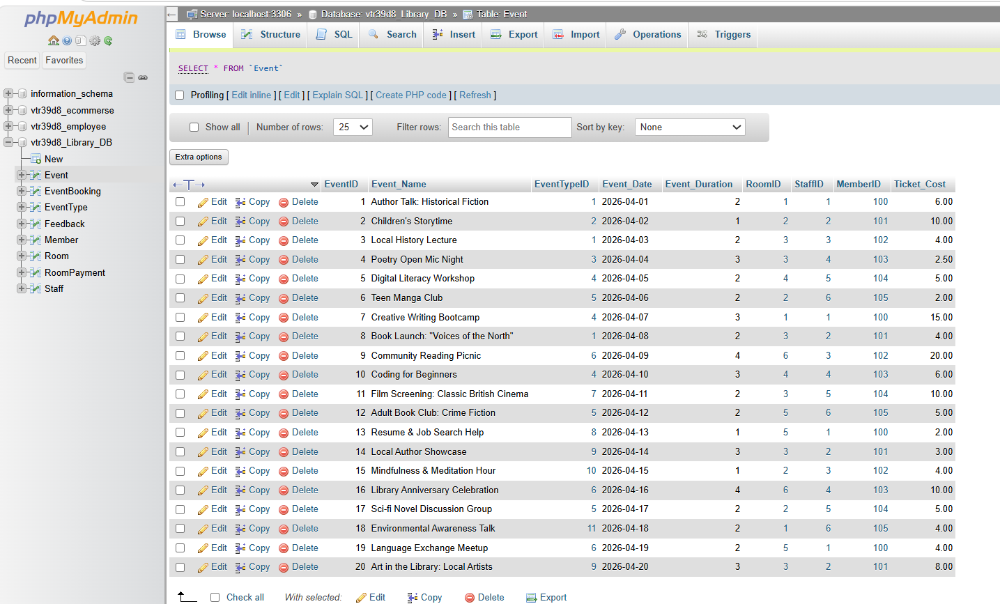 phpMyAdmin
Recent Favorites
information_schema
vtr39d8_ecommerse
vtr39d8_employee
vtr39d8_Library_DB
New
Event
EventBooking
EventType
Feedback
Member
Room
RoomPayment
Staff
Server: localhost:3306 » Database: vtr39d8_Library_DB » Table: Event
Browse Structure SQL Search Insert Export Import Operations Triggers
SELECT * FROM `Event`
Profiling [ Edit inline ] [ Edit ] [ Explain SQL ] [ Create PHP code ] [ Refresh ]
Show all Number of rows: 25 Filter rows: Search this table Sort by key: None
Extra options
EventID Event_Name EventTypeID Event_Date Event_Duration RoomID StaffID MemberID Ticket_Cost
Edit Copy Delete 1 Author Talk: Historical Fiction 1 2026-04-01 2 1 1 100 6.00
Edit Copy Delete 2 Children's Storytime 2 2026-04-02 1 2 2 101 10.00
Edit Copy Delete 3 Local History Lecture 1 2026-04-03 2 3 3 102 4.00
Edit Copy Delete 4 Poetry Open Mic Night 3 2026-04-04 3 3 4 103 2.50
Edit Copy Delete 5 Digital Literacy Workshop 4 2026-04-05 2 4 5 104 5.00
Edit Copy Delete 6 Teen Manga Club 5 2026-04-06 2 2 6 105 2.00
Edit Copy Delete 7 Creative Writing Bootcamp 4 2026-04-07 3 1 1 100 15.00
Edit Copy Delete 8 Book Launch: "Voices of the North" 1 2026-04-08 2 3 2 101 4.00
Edit Copy Delete 9 Community Reading Picnic 6 2026-04-09 4 6 3 102 20.00
Edit Copy Delete 10 Coding for Beginners 4 2026-04-10 3 4 4 103 6.00
Edit Copy Delete 11 Film Screening: Classic British Cinema 7 2026-04-11 2 3 5 104 10.00
Edit Copy Delete 12 Adult Book Club: Crime Fiction 5 2026-04-12 2 5 6 105 5.00
Edit Copy Delete 13 Resume & Job Search Help 8 2026-04-13 1 5 1 100 2.00
Edit Copy Delete 14 Local Author Showcase 9 2026-04-14 3 3 2 101 3.00
Edit Copy Delete 15 Mindfulness & Meditation Hour 10 2026-04-15 1 2 3 102 4.00
Edit Copy Delete 16 Library Anniversary Celebration 6 2026-04-16 4 6 4 103 10.00
Edit Copy Delete 17 Sci-fi Novel Discussion Group 5 2026-04-17 2 2 5 104 5.00
Edit Copy Delete 18 Environmental Awareness Talk 11 2026-04-18 2 1 6 105 4.00
Edit Copy Delete 19 Language Exchange Meetup 6 2026-04-19 2 5 1 100 4.00
Edit Copy Delete 20 Art in the Library: Local Artists 9 2026-04-20 3 3 2 101 8.00
Check all With selected: Edit Copy Delete Export